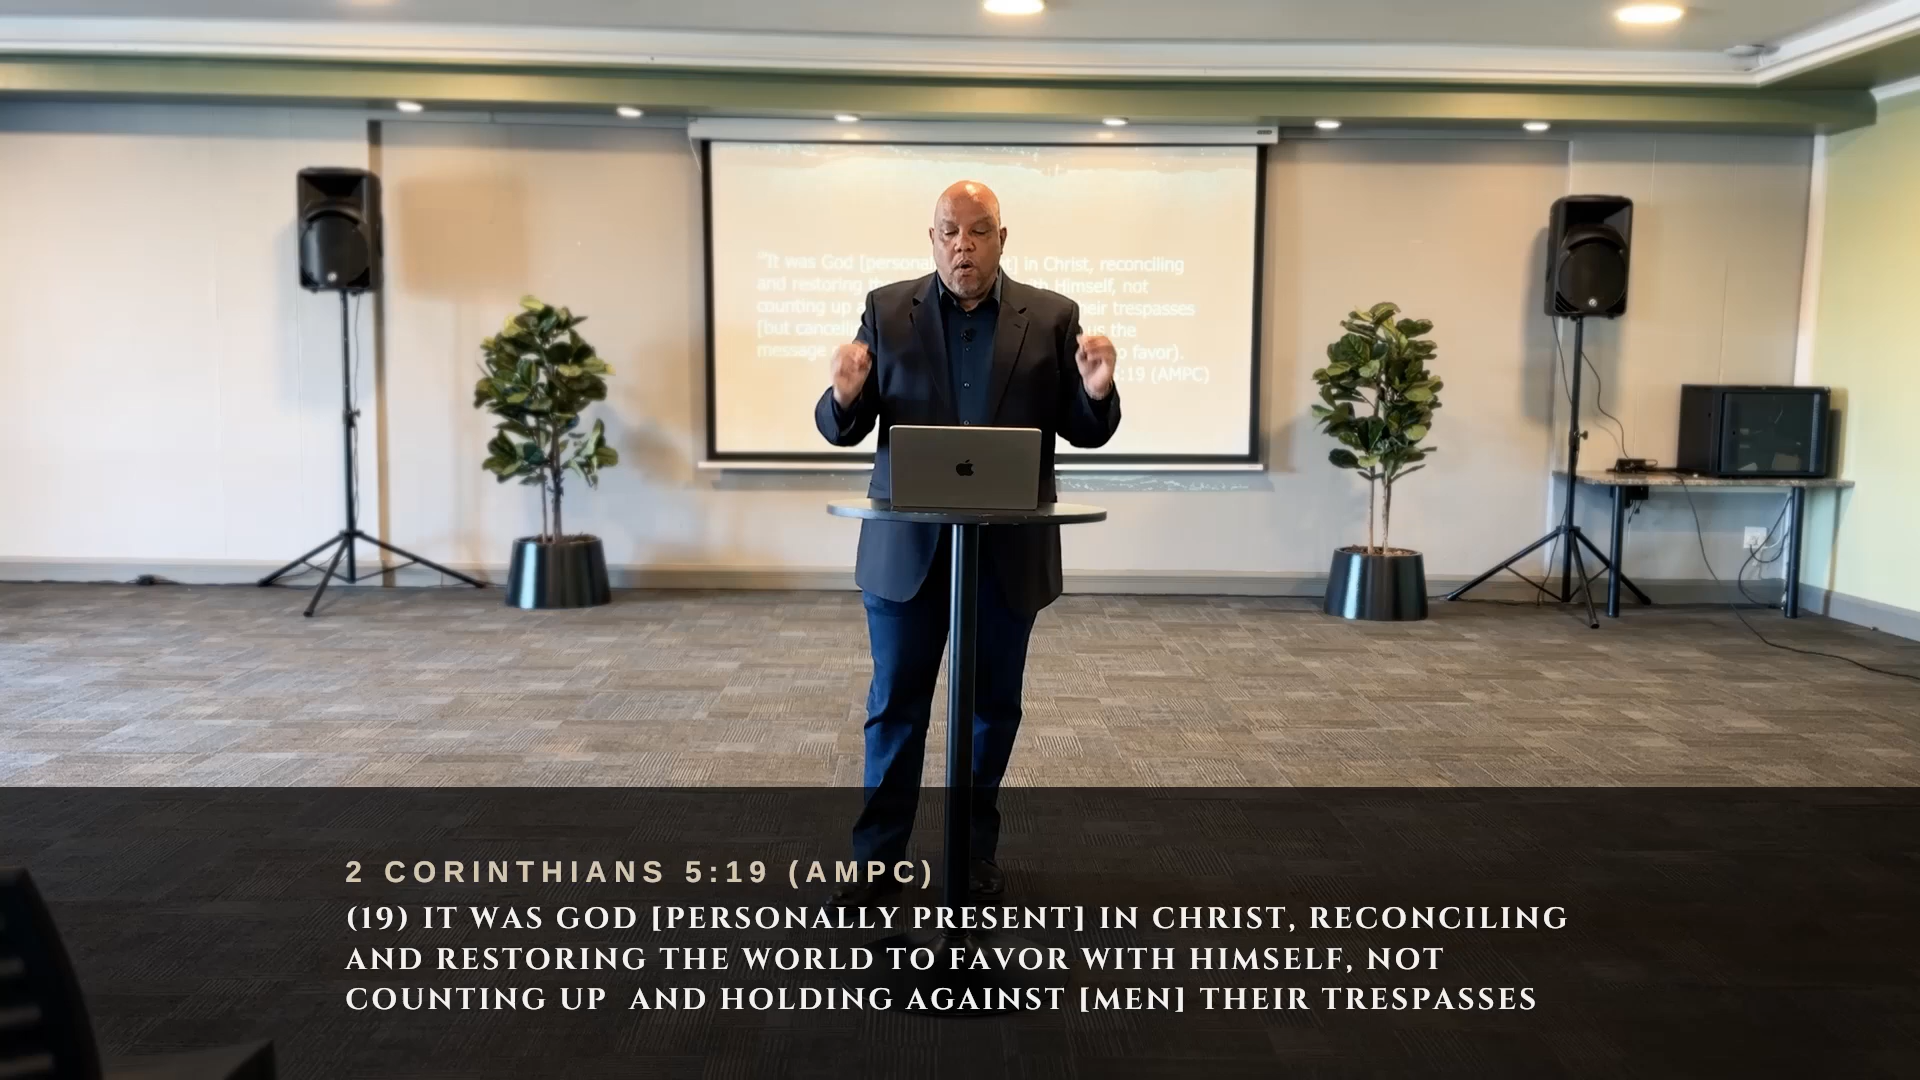 "It was God [persona in Christ, reconciling
and restoring Himself, not
counting up their trespasses
[but us the
message favor).
:19 (AMPC)
2 CORINTHIANS 5:19 (AMPC)
(19) IT WAS GOD [PERSONALLY PRESENT] IN CHRIST, RECONCILING
AND RESTORING THE WORLD TO FAVOR WITH HIMSELF, NOT
COUNTING UP AND HOLDING AGAINST [MEN] THEIR TRESPASSES